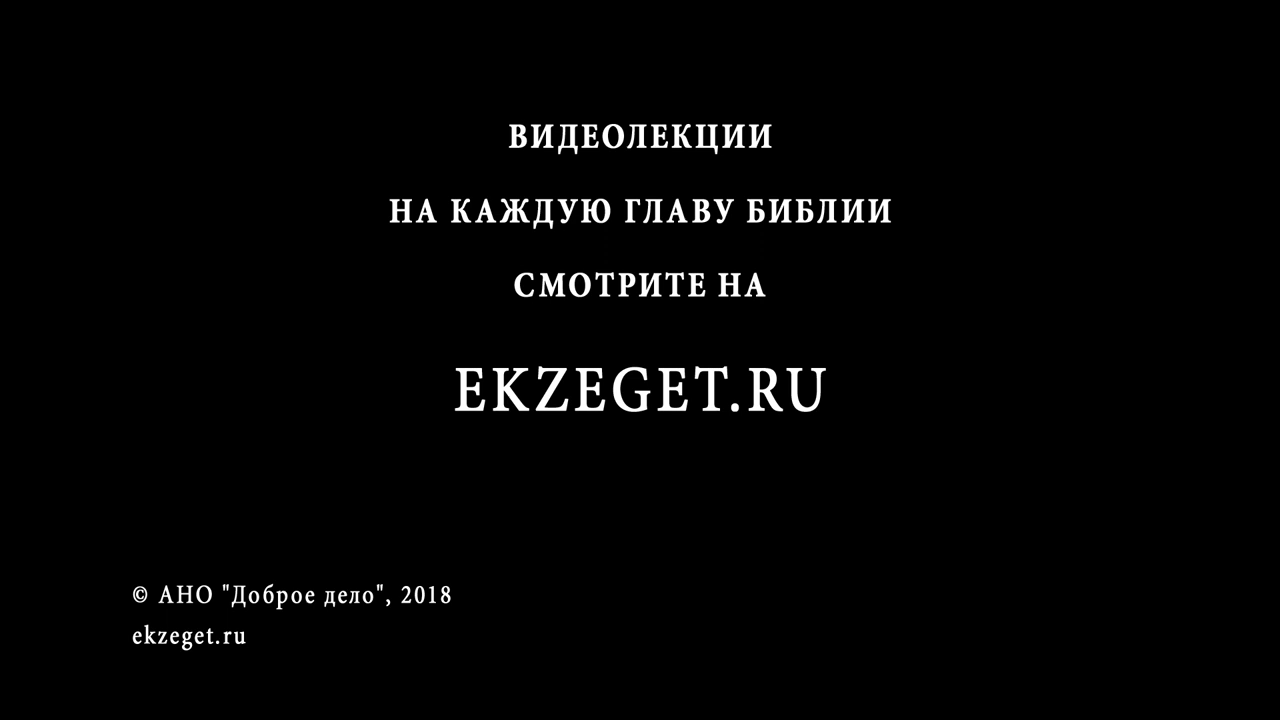 ВИДЕОЛЕКЦИИ
НА КАЖДУЮ ГЛАВУ БИБЛИИ
СМОТРИТЕ НА
EKZEGET.RU
© АНО "Доброе дело", 2018
ekzeget.ru